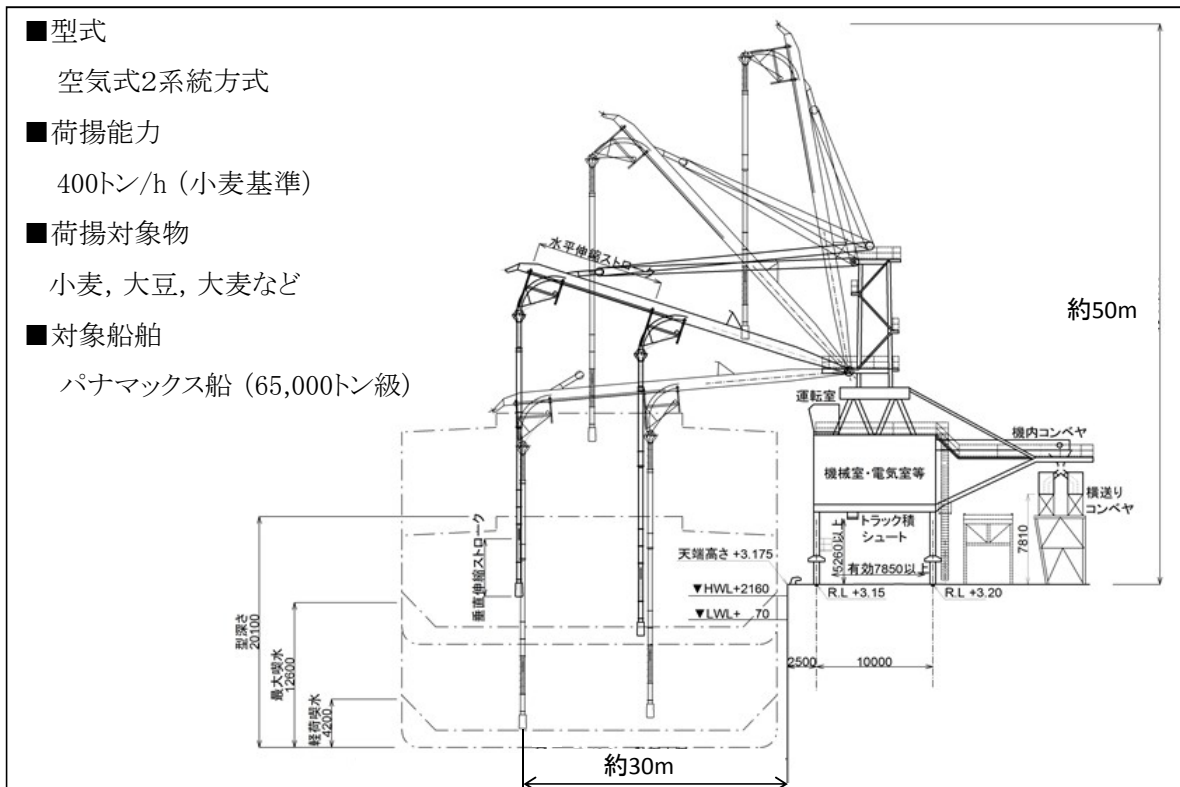 ■型式
空気式2系統方式
■荷揚能力
400トン/h (小麦基準)
■荷揚対象物
小麦, 大豆, 大麦など
■対象船舶
パナマックス船 (65,000トン級)
水平伸縮ストローク
約50m
運転室
機内コンベヤ
機械室・電気室等
横送り
コンベヤ
トラック積
シュート
5260以上
有効7850以上
7810
垂直伸縮ストローク
天端高さ +3.175
▼HWL+2160
▼LWL+ 70
R.L +3.15
R.L +3.20
2500
10000
型深さ
20100
最大喫水
12600
軽荷喫水
4200
約30m